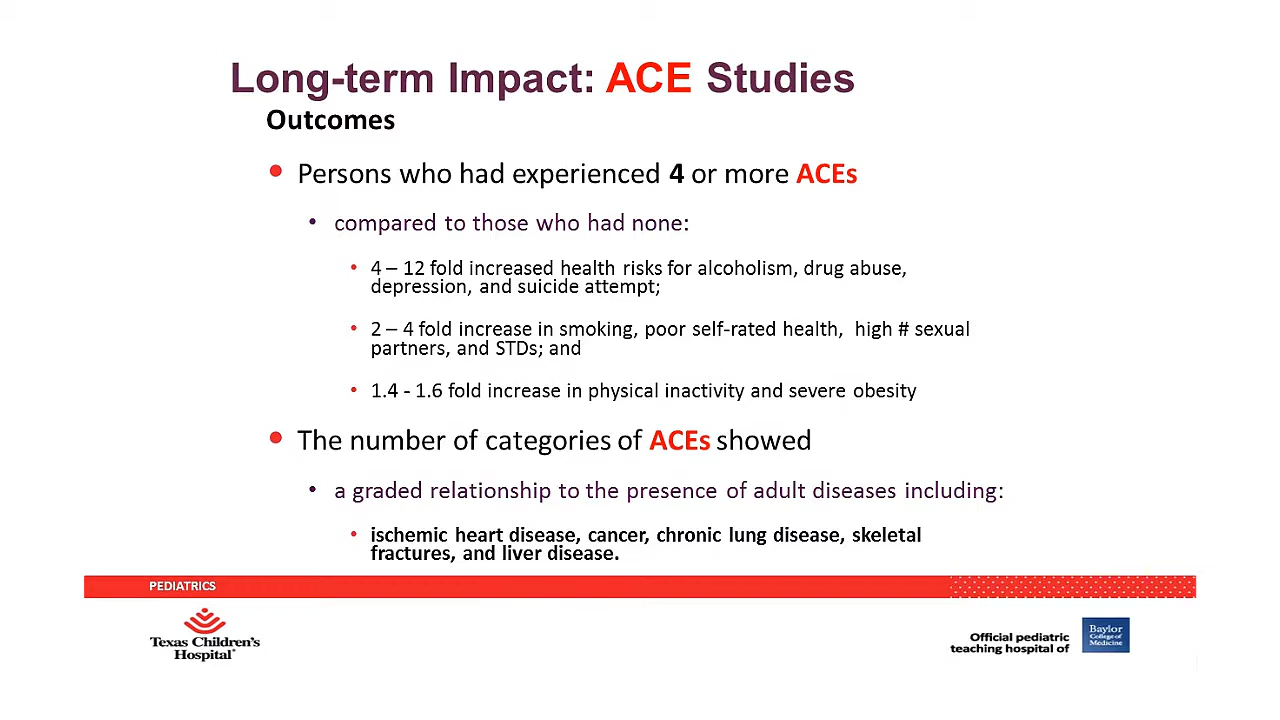 Long-term Impact: ACE Studies
Outcomes
• Persons who had experienced 4 or more ACEs
• compared to those who had none:
• 4 – 12 fold increased health risks for alcoholism, drug abuse,
depression, and suicide attempt;
• 2 – 4 fold increase in smoking, poor self-rated health, high # sexual
partners, and STDs; and
• 1.4 - 1.6 fold increase in physical inactivity and severe obesity
• The number of categories of ACEs showed
• a graded relationship to the presence of adult diseases including:
• ischemic heart disease, cancer, chronic lung disease, skeletal
fractures, and liver disease.
PEDIATRICS
Texas Children's
Hospital®
Official pediatric
teaching hospital of
Baylor
College of
Medicine